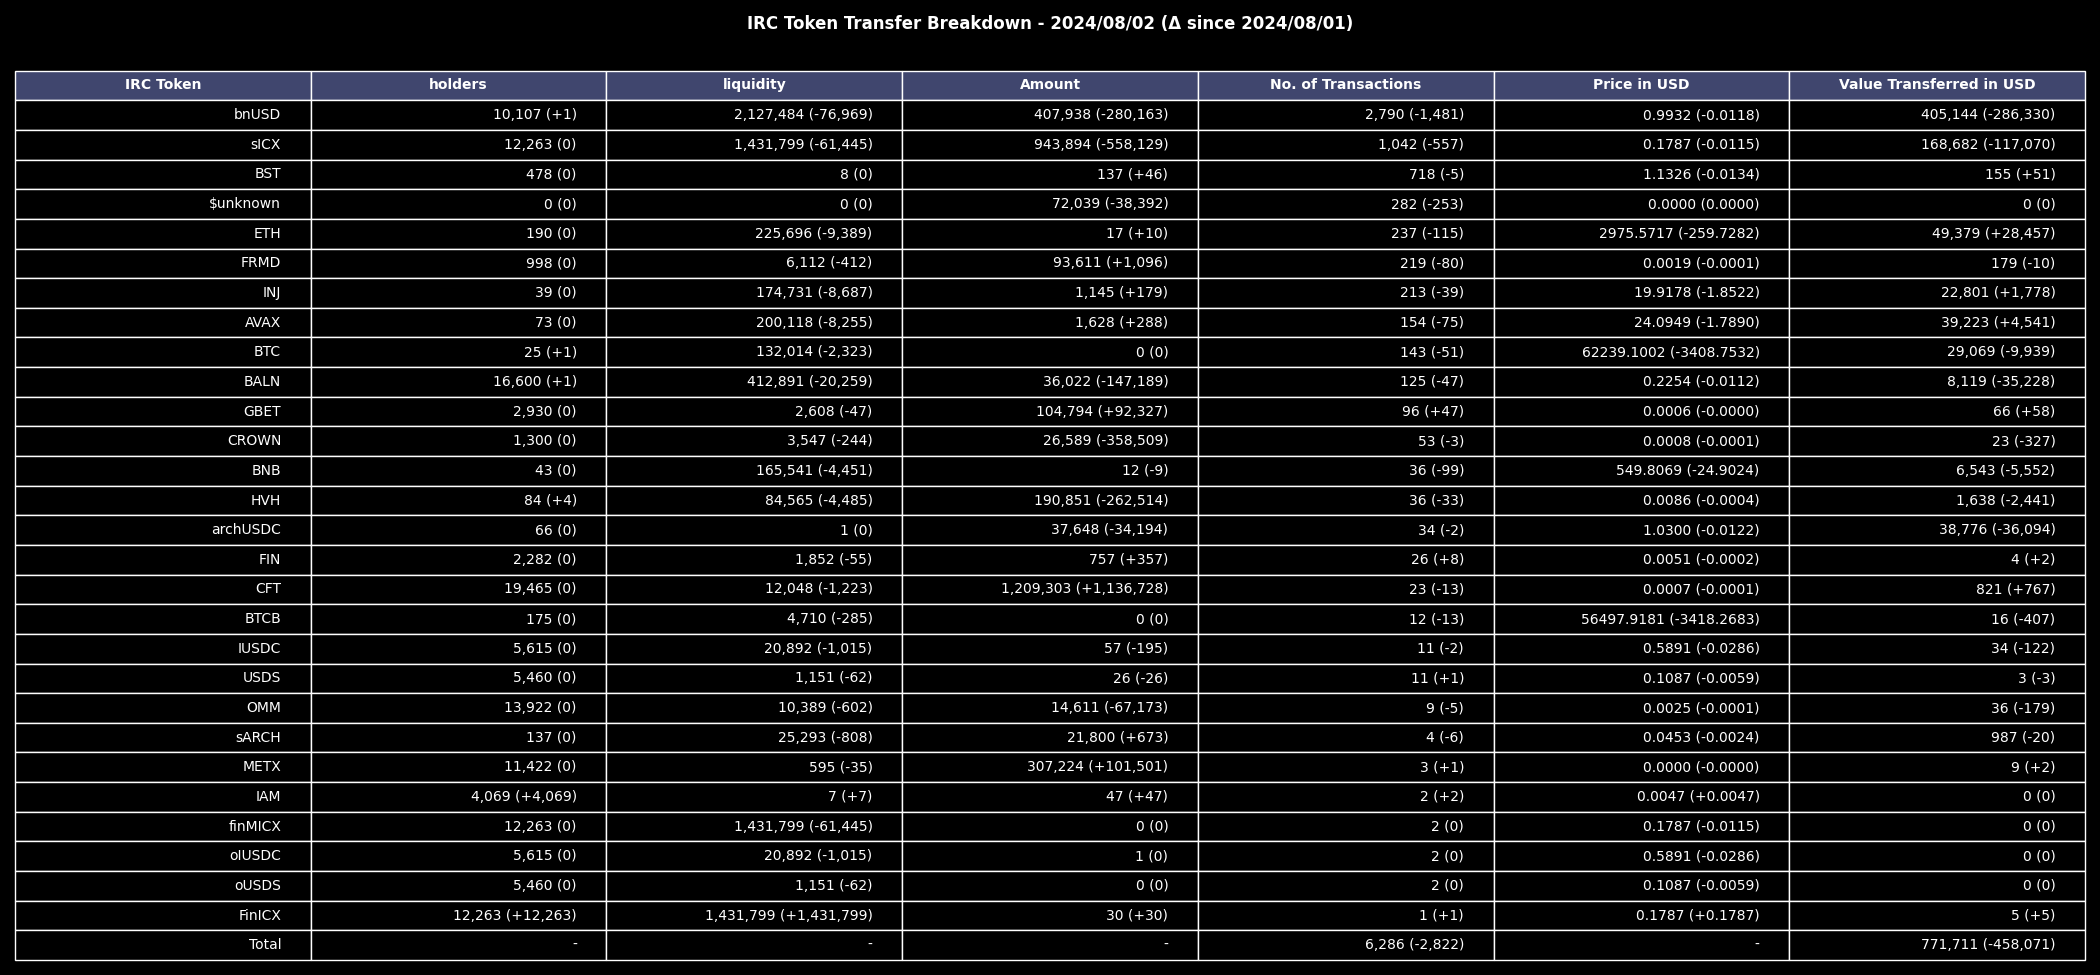 IRC Token Transfer Breakdown - 2024/08/02 (Δ since 2024/08/01)
IRC Token holders liquidity Amount No. of Transactions Price in USD Value Transferred in USD
bnUSD 10,107 (+1) 2,127,484 (-76,969) 407,938 (-280,163) 2,790 (-1,481) 0.9932 (-0.0118) 405,144 (-286,330)
sICX 12,263 (0) 1,431,799 (-61,445) 943,894 (-558,129) 1,042 (-557) 0.1787 (-0.0115) 168,682 (-117,070)
BST 478 (0) 8 (0) 137 (+46) 718 (-5) 1.1326 (-0.0134) 155 (+51)
$unknown 0 (0) 0 (0) 72,039 (-38,392) 282 (-253) 0.0000 (0.0000) 0 (0)
ETH 190 (0) 225,696 (-9,389) 17 (+10) 237 (-115) 2975.5717 (-259.7282) 49,379 (+28,457)
FRMD 998 (0) 6,112 (-412) 93,611 (+1,096) 219 (-80) 0.0019 (-0.0001) 179 (-10)
INJ 39 (0) 174,731 (-8,687) 1,145 (+179) 213 (-39) 19.9178 (-1.8522) 22,801 (+1,778)
AVAX 73 (0) 200,118 (-8,255) 1,628 (+288) 154 (-75) 24.0949 (-1.7890) 39,223 (+4,541)
BTC 25 (+1) 132,014 (-2,323) 0 (0) 143 (-51) 62239.1002 (-3408.7532) 29,069 (-9,939)
BALN 16,600 (+1) 412,891 (-20,259) 36,022 (-147,189) 125 (-47) 0.2254 (-0.0112) 8,119 (-35,228)
GBET 2,930 (0) 2,608 (-47) 104,794 (+92,327) 96 (+47) 0.0006 (-0.0000) 66 (+58)
CROWN 1,300 (0) 3,547 (-244) 26,589 (-358,509) 53 (-3) 0.0008 (-0.0001) 23 (-327)
BNB 43 (0) 165,541 (-4,451) 12 (-9) 36 (-99) 549.8069 (-24.9024) 6,543 (-5,552)
HVH 84 (+4) 84,565 (-4,485) 190,851 (-262,514) 36 (-33) 0.0086 (-0.0004) 1,638 (-2,441)
archUSDC 66 (0) 1 (0) 37,648 (-34,194) 34 (-2) 1.0300 (-0.0122) 38,776 (-36,094)
FIN 2,282 (0) 1,852 (-55) 757 (+357) 26 (+8) 0.0051 (-0.0002) 4 (+2)
CFT 19,465 (0) 12,048 (-1,223) 1,209,303 (+1,136,728) 23 (-13) 0.0007 (-0.0001) 821 (+767)
BTCB 175 (0) 4,710 (-285) 0 (0) 12 (-13) 56497.9181 (-3418.2683) 16 (-407)
IUSDC 5,615 (0) 20,892 (-1,015) 57 (-195) 11 (-2) 0.5891 (-0.0286) 34 (-122)
USDS 5,460 (0) 1,151 (-62) 26 (-26) 11 (+1) 0.1087 (-0.0059) 3 (-3)
OMM 13,922 (0) 10,389 (-602) 14,611 (-67,173) 9 (-5) 0.0025 (-0.0001) 36 (-179)
sARCH 137 (0) 25,293 (-808) 21,800 (+673) 4 (-6) 0.0453 (-0.0024) 987 (-20)
METX 11,422 (0) 595 (-35) 307,224 (+101,501) 3 (+1) 0.0000 (-0.0000) 9 (+2)
IAM 4,069 (+4,069) 7 (+7) 47 (+47) 2 (+2) 0.0047 (+0.0047) 0 (0)
finMICX 12,263 (0) 1,431,799 (-61,445) 0 (0) 2 (0) 0.1787 (-0.0115) 0 (0)
oIUSDC 5,615 (0) 20,892 (-1,015) 1 (0) 2 (0) 0.5891 (-0.0286) 0 (0)
oUSDS 5,460 (0) 1,151 (-62) 0 (0) 2 (0) 0.1087 (-0.0059) 0 (0)
FinICX 12,263 (+12,263) 1,431,799 (+1,431,799) 30 (+30) 1 (+1) 0.1787 (+0.1787) 5 (+5)
Total - - - 6,286 (-2,822) - 771,711 (-458,071)